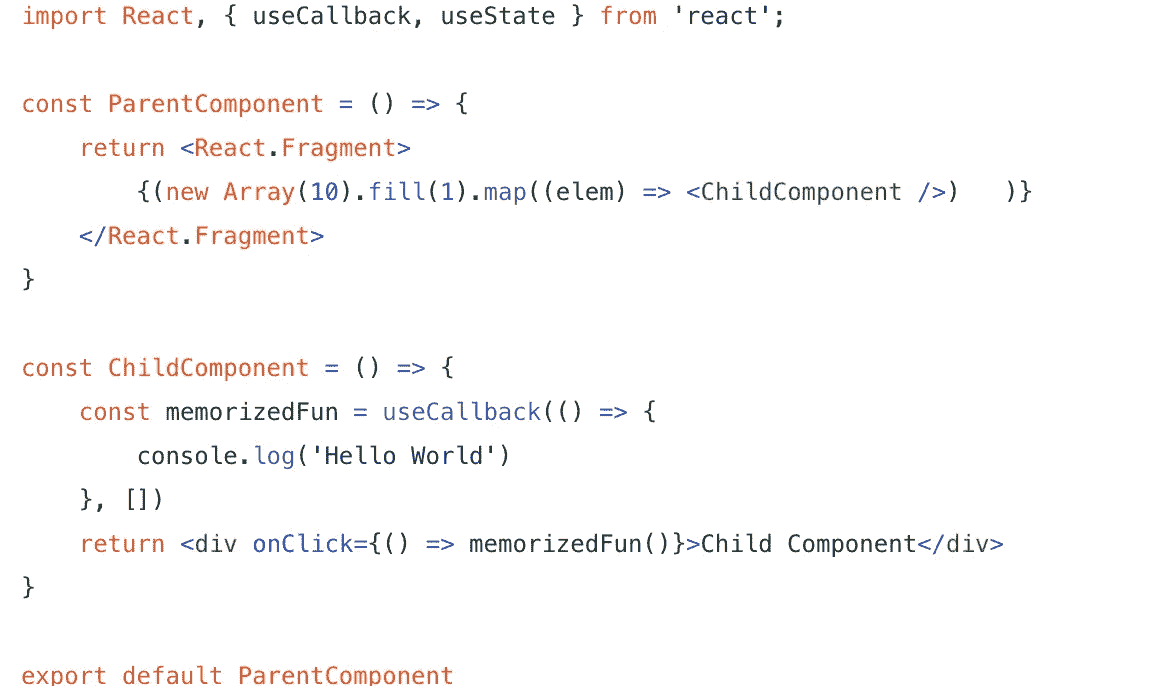 import React, { useCallback, useState } from 'react';
const ParentComponent = () => {
    return <React.Fragment>
        {(new Array(10).fill(1).map((elem) => <ChildComponent />)   )}
    </React.Fragment>
}
const ChildComponent = () => {
    const memorizedFun = useCallback(() => {
        console.log('Hello World')
    }, [])
    return <div onClick={() => memorizedFun()}>Child Component</div>
}
export default ParentComponent